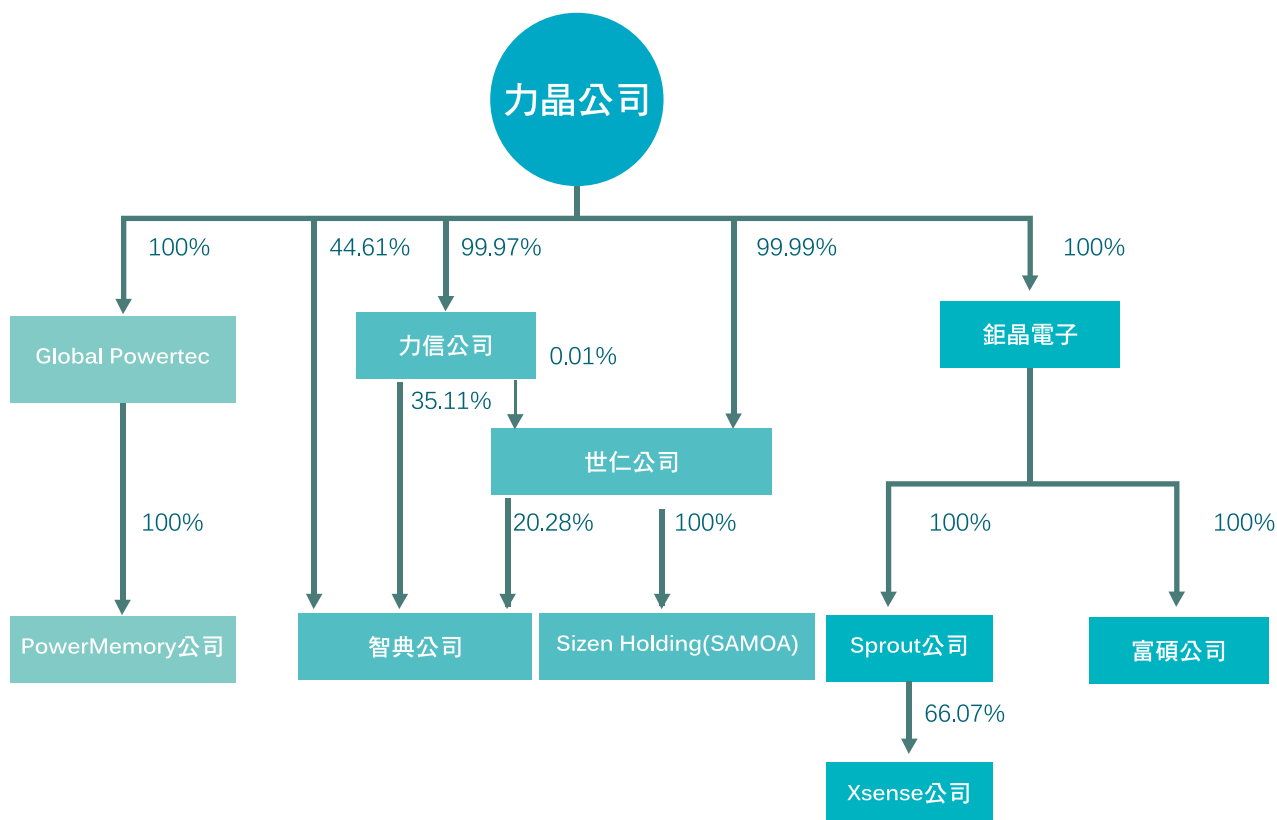 力晶公司
100%
44.61%
99.97%
99.99%
100%
Global Powertec
力信公司
鉅晶電子
0.01%
35.11%
世仁公司
100%
20.28%
100%
100%
100%
PowerMemory公司
智典公司
Sizen Holding(SAMOA)
Sprout公司
富碩公司
66.07%
Xsense公司